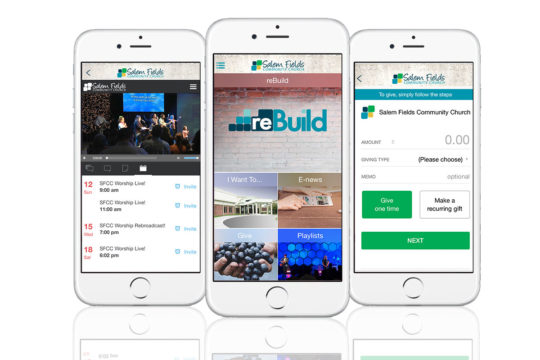 Salem Fields
COMMUNITY CHURCH
Salem Fields
COMMUNITY CHURCH
12
Sun
SFCC Worship Live!
9:00 am
Invite
SFCC Worship Live!
11:00 am
Invite
15
Wed
SFCC Worship Rebroadcast!
7:00 pm
Invite
18
Sat
SFCC Worship Live!
6:02 pm
Invite
Salem Fields
COMMUNITY CHURCH
reBuild
reBuild
I Want To...
E-news
Give
Playlists
Salem Fields
COMMUNITY CHURCH
To give, simply follow the steps
Salem Fields Community Church
AMOUNT
0.00
GIVING TYPE
(Please choose)
MEMO
optional
Give
one time
Make a
recurring gift
NEXT